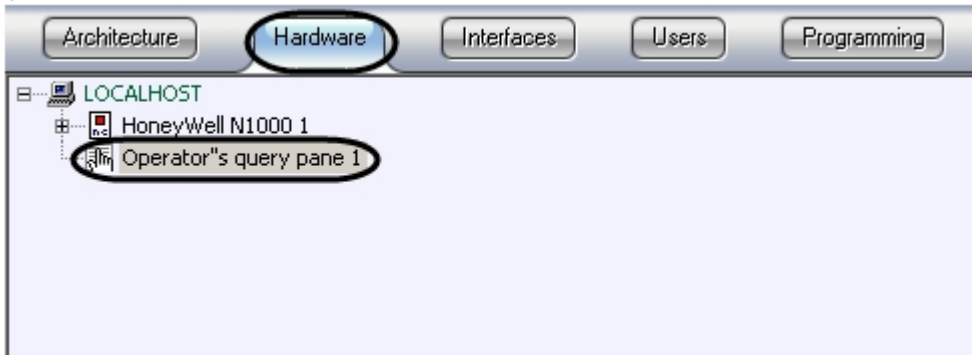 Architecture Hardware Interfaces Users Programming
LOCALHOST
HoneyWell N1000 1
Operator"s query pane 1